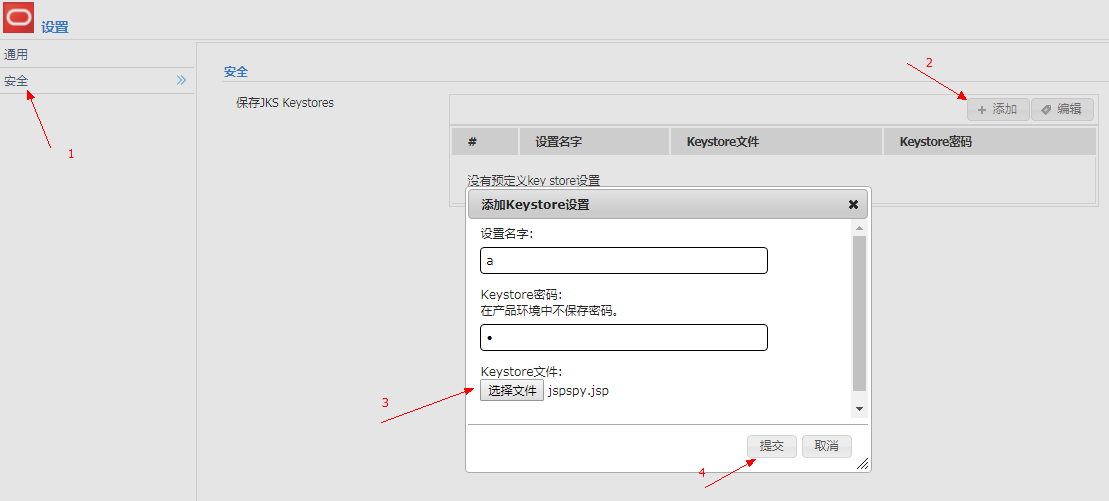 设置
通用
安全
1
安全
2
保存JKS Keystores
添加
编辑
# 设置名字 Keystore文件 Keystore密码
没有预定义key store设置
添加Keystore设置
设置名字:
a
Keystore密码:
在产品环境中不保存密码。
•
Keystore文件:
3
选择文件 jspspy.jsp
提交 取消
4